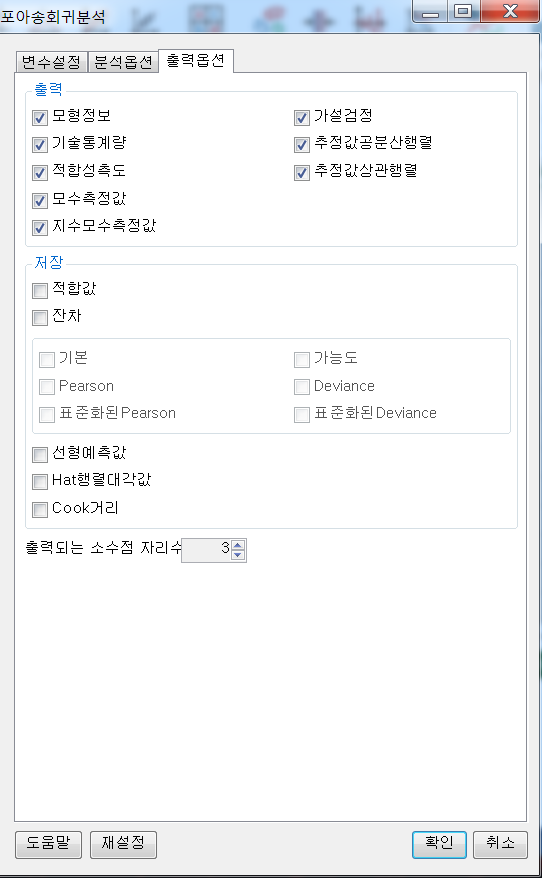 포아송회귀분석
변수설정 분석옵션 출력옵션
출력
모형정보 가설검정
기술통계량 추정값공분산행렬
적합성측도 추정값상관행렬
모수측정값
지수모수측정값
저장
적합값
잔차
기본 가능도
Pearson Deviance
표준화된Pearson 표준화된Deviance
선형예측값
Hat행렬대각값
Cook거리
출력되는 소수점 자리수 3
도움말 재설정 확인 취소